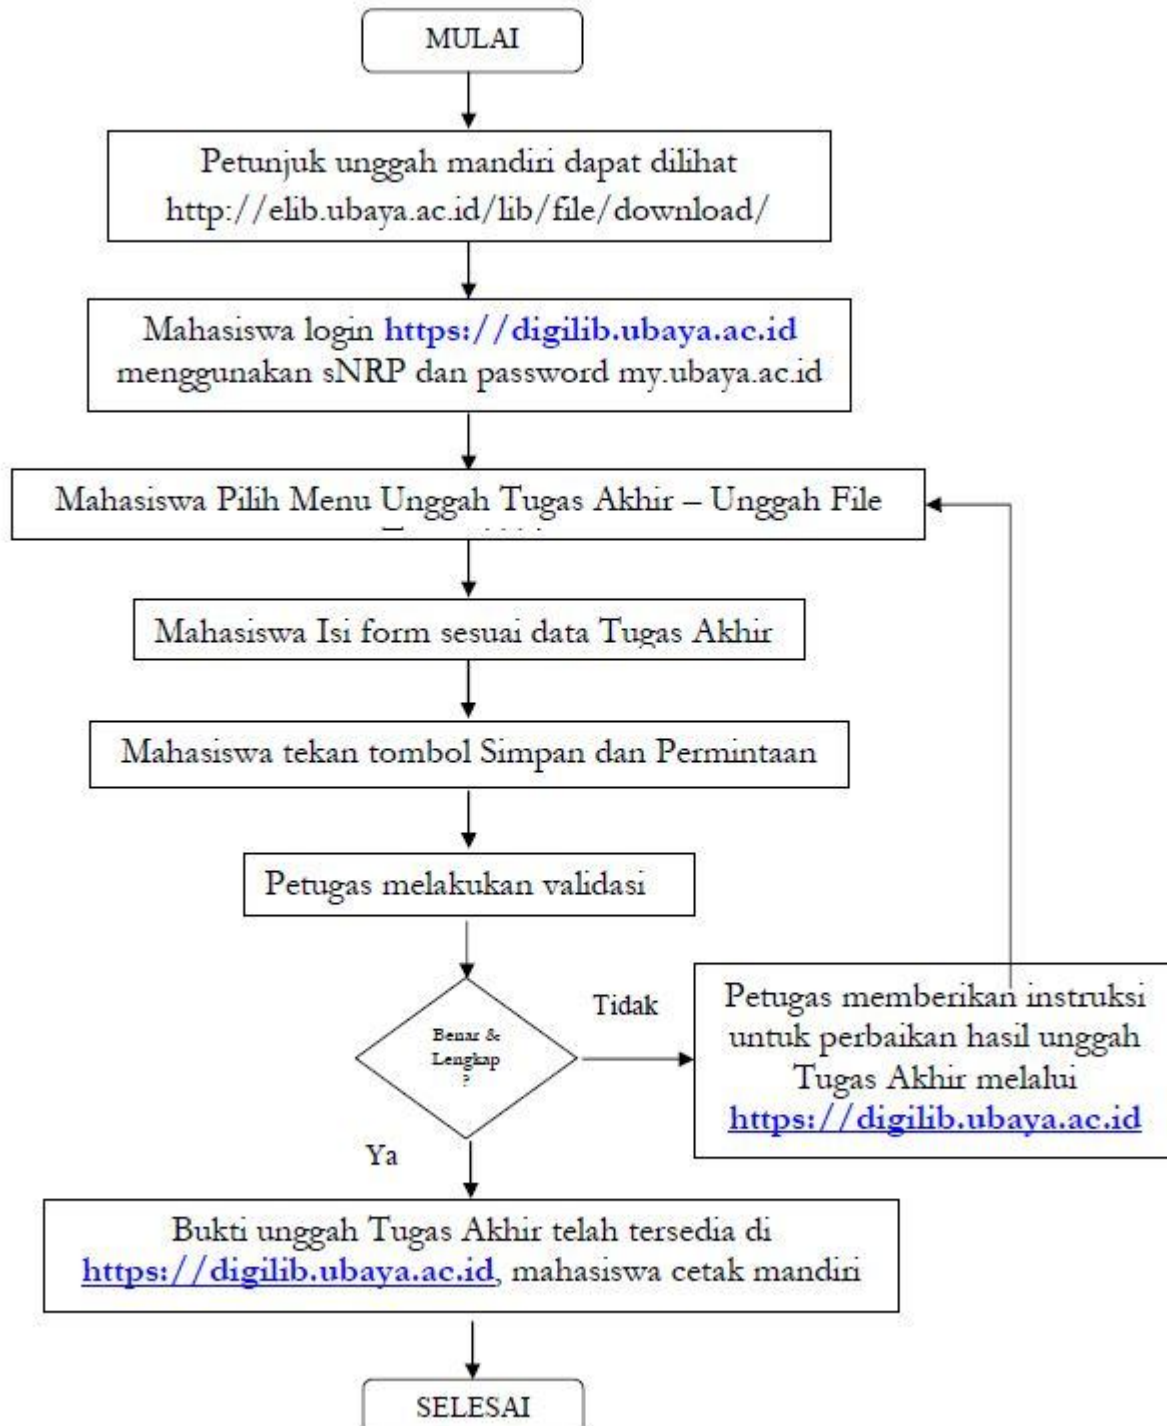 MULAI
Petunjuk unggah mandiri dapat dilihat
http://elib.ubaya.ac.id/lib/file/download/
Mahasiswa login https://digilib.ubaya.ac.id
menggunakan sNRP dan password my.ubaya.ac.id
Mahasiswa Pilih Menu Unggah Tugas Akhir – Unggah File
Mahasiswa Isi form sesuai data Tugas Akhir
Mahasiswa tekan tombol Simpan dan Permintaan
Petugas melakukan validasi
Benar &
Lengkap
?
Tidak
Petugas memberikan instruksi
untuk perbaikan hasil unggah
Tugas Akhir melalui
https://digilib.ubaya.ac.id
Ya
Bukti unggah Tugas Akhir telah tersedia di
https://digilib.ubaya.ac.id, mahasiswa cetak mandiri
SELESAI